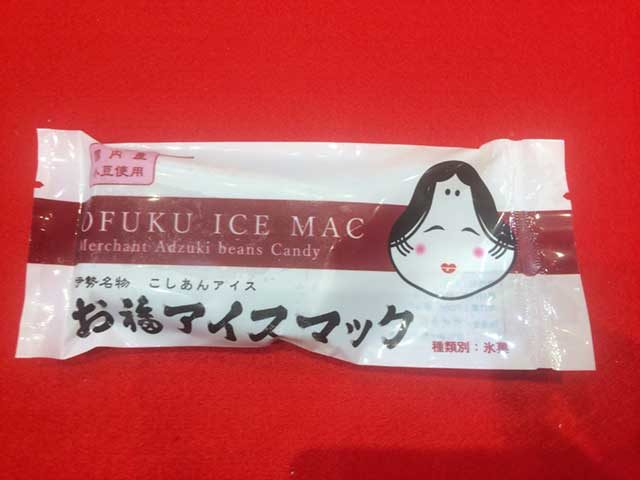 国内産
小豆使用
OFUKU ICE MAC
Merchant Adzuki beans Candy
伊勢名物 こしあんアイス
お福アイスマック
種類別：氷菓